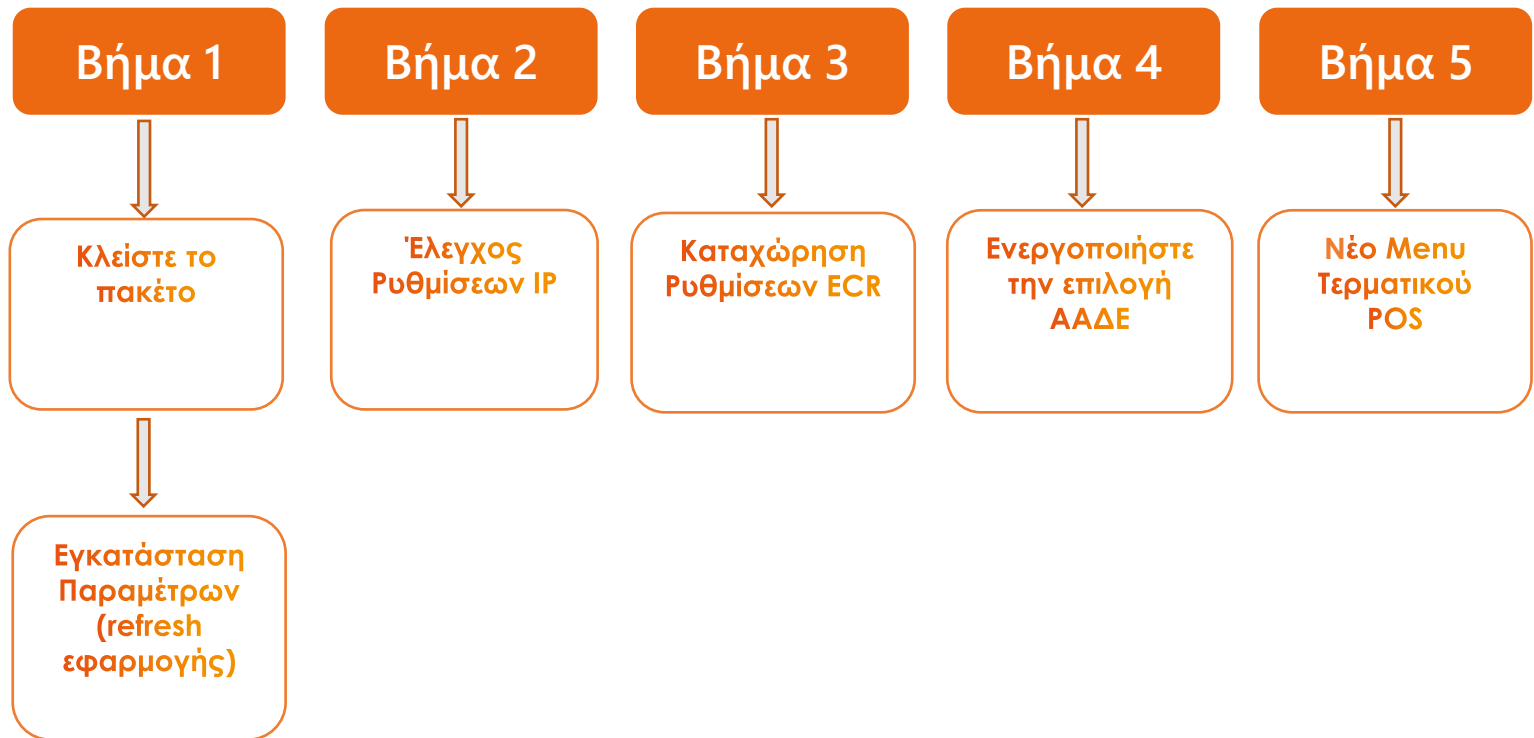 Βήμα 1
Βήμα 2
Βήμα 3
Βήμα 4
Βήμα 5
Κλείστε το
πακέτο
Έλεγχος
Ρυθμίσεων IP
Καταχώρηση
Ρυθμίσεων ECR
Ενεργοποιήστε
την επιλογή
ΑΑΔΕ
Νέο Menu
Τερματικού
POS
Εγκατάσταση
Παραμέτρων
(refresh
εφαρμογής)